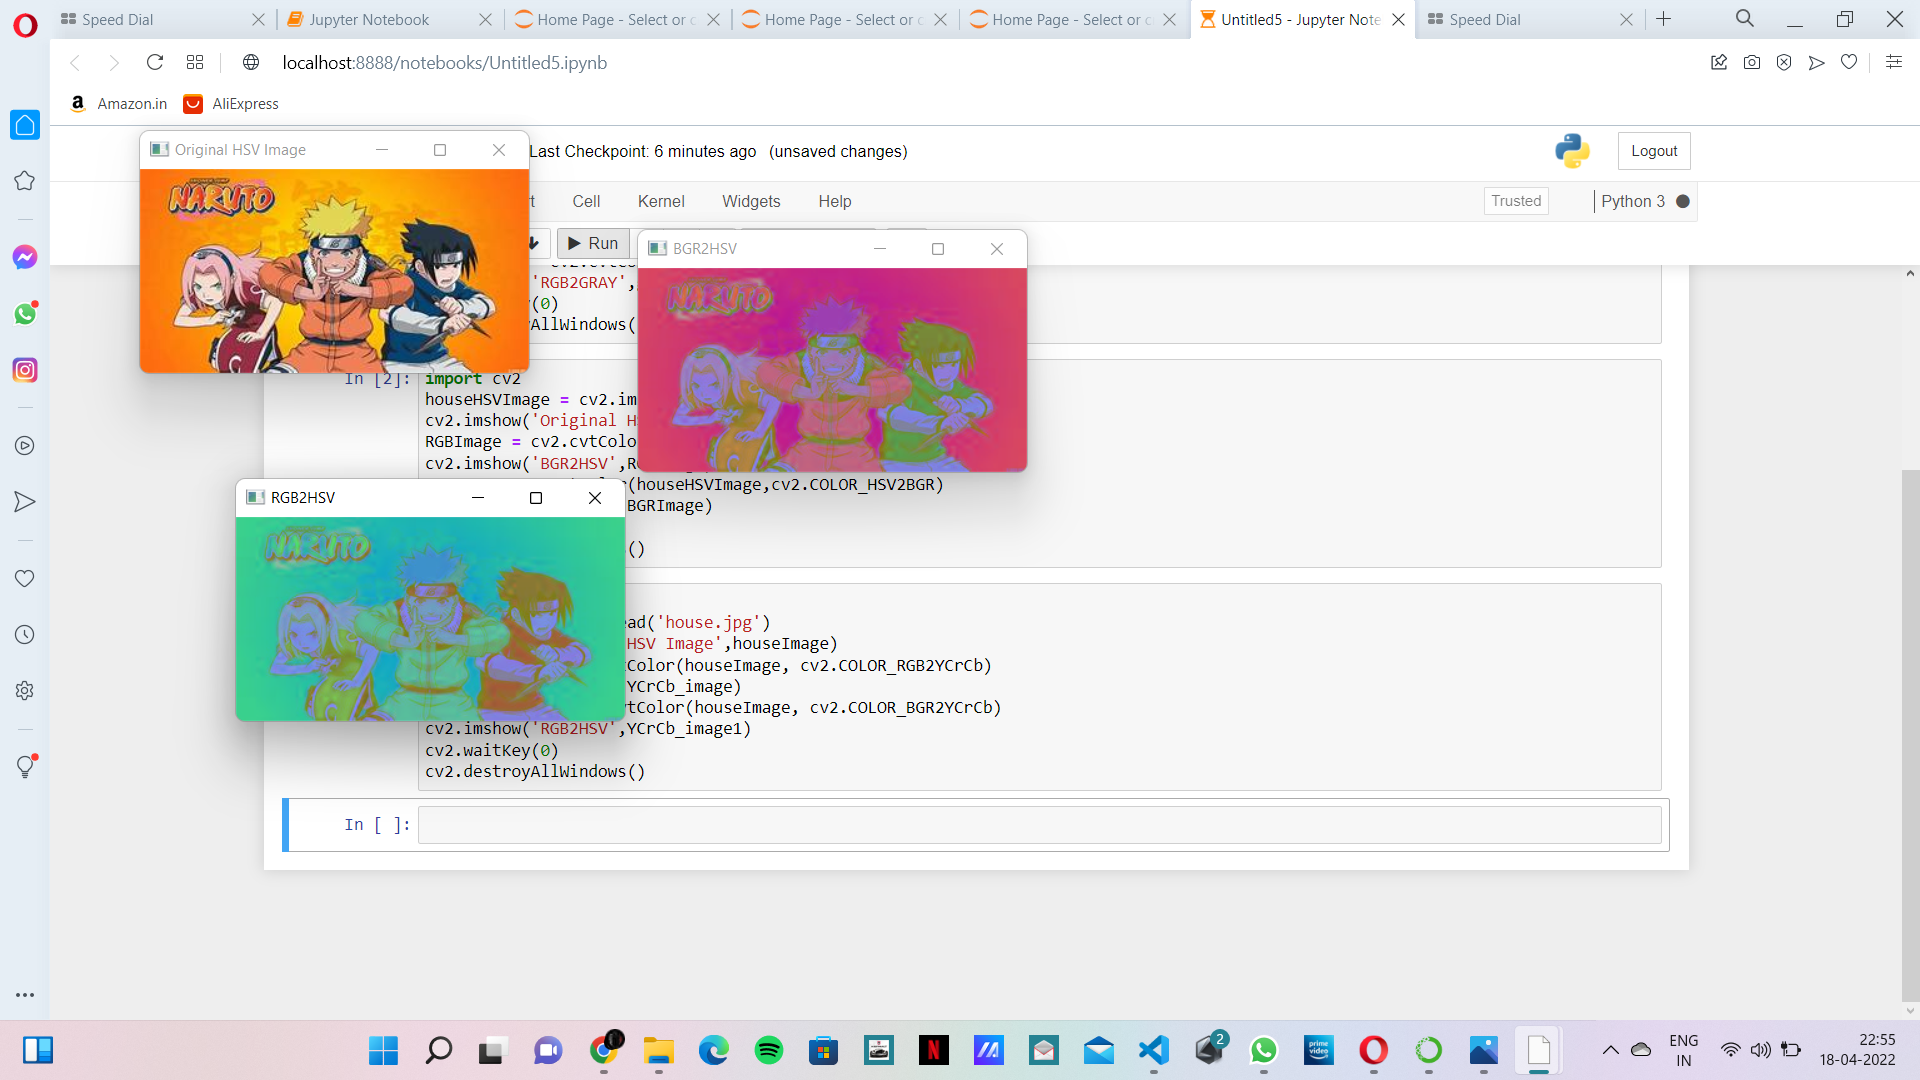 Speed Dial
Jupyter Notebook
Home Page - Select or c
Home Page - Select or c
Home Page - Select or c
Untitled5 - Jupyter Note
Speed Dial
localhost:8888/notebooks/Untitled5.ipynb
Amazon.in
AliExpress
Original HSV Image
Last Checkpoint: 6 minutes ago (unsaved changes)
Logout
NARUTO
Cell
Kernel
Widgets
Help
Trusted
Python 3
Run
BGR2HSV
NARUTO
'RGB2GRAY',
(0)
AllWindows(
In [2]:
import cv2
houseHSVImage = cv2.im
cv2.imshow('Original H
RGBImage = cv2.cvtColo
cv2.imshow('BGR2HSV',R
(houseHSVImage,cv2.COLOR_HSV2BGR)
BGRImage)
()
RGB2HSV
NARUTO
ead('house.jpg')
HSV Image',houseImage)
Color(houseImage, cv2.COLOR_RGB2YCrCb)
YCrCb_image)
tColor(houseImage, cv2.COLOR_BGR2YCrCb)
cv2.imshow('RGB2HSV',YCrCb_image1)
cv2.waitKey(0)
cv2.destroyAllWindows()
In [ ]:
2
prime video
ENG
IN
22:55
18-04-2022